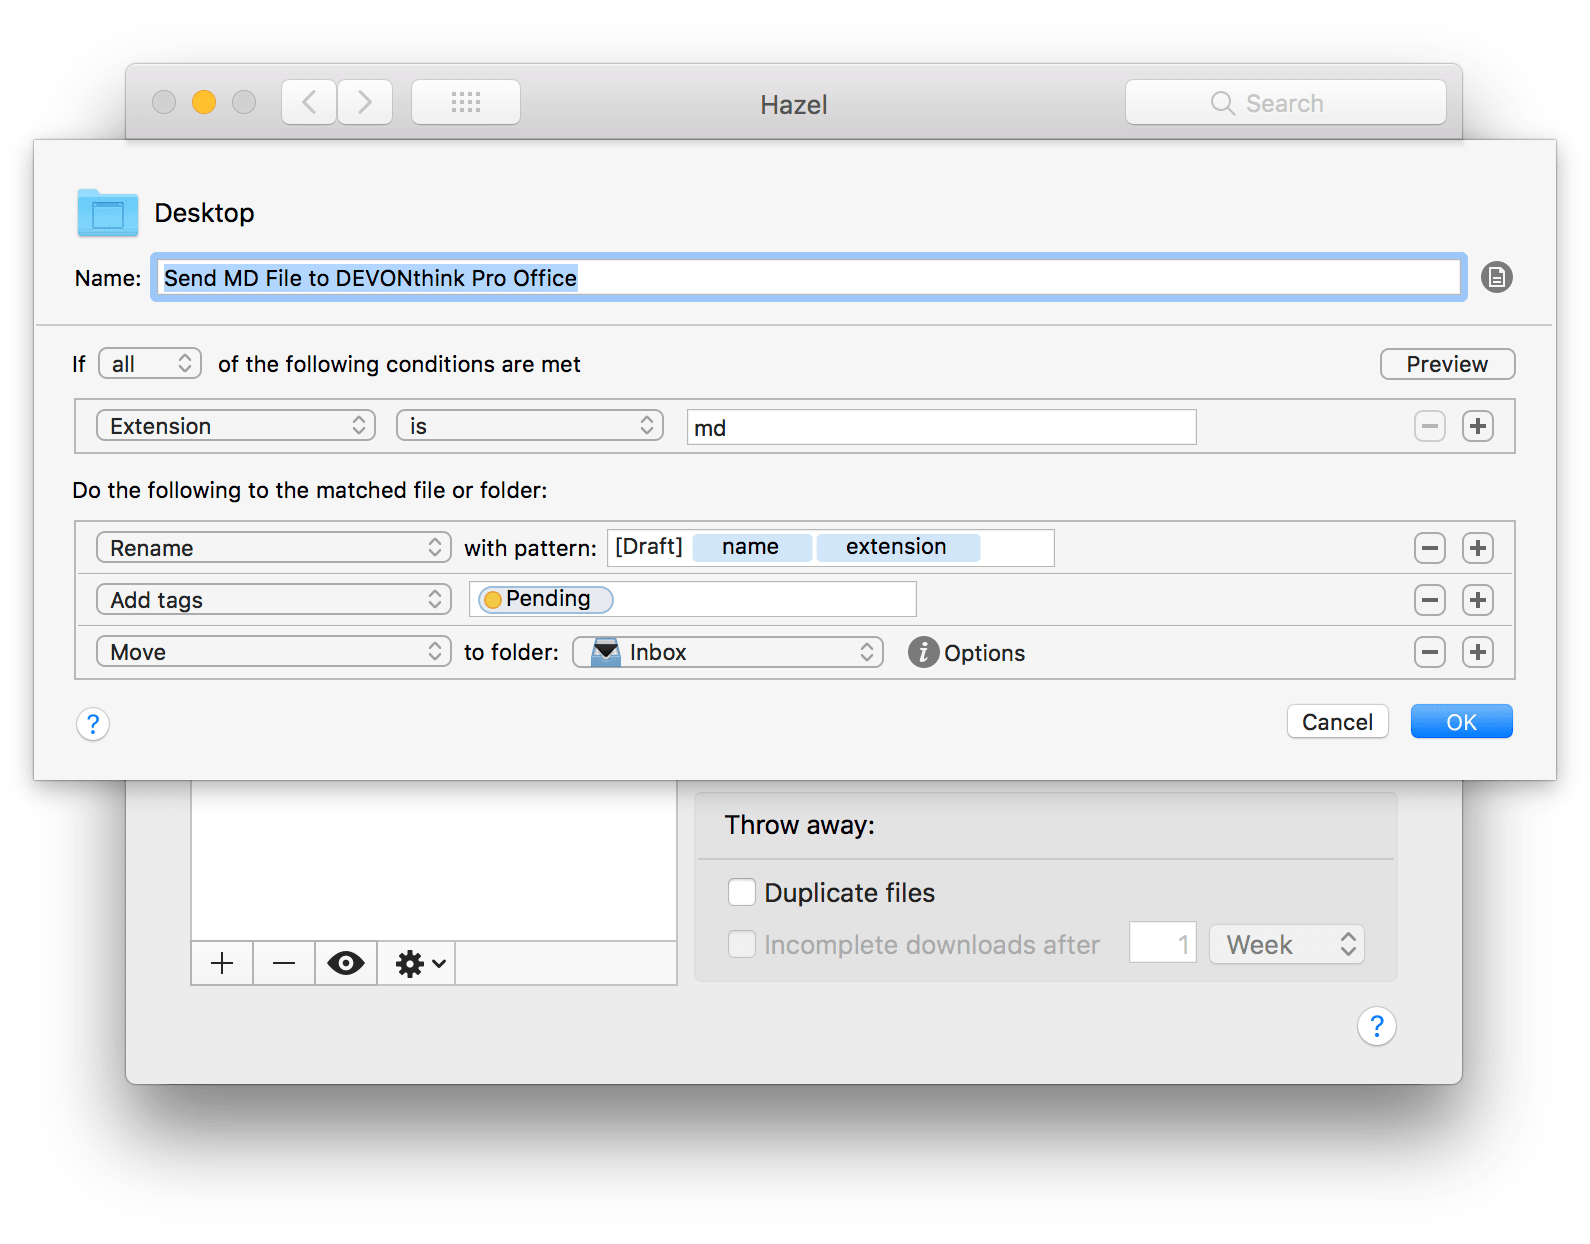 Hazel
Search
Desktop
Name: Send MD File to DEVONthink Pro Office
If all of the following conditions are met Preview
Extension is md
Do the following to the matched file or folder:
Rename with pattern: [Draft] name extension
Add tags Pending
Move to folder: Inbox i Options
? Cancel OK
Throw away:
Duplicate files
Incomplete downloads after 1 Week
?